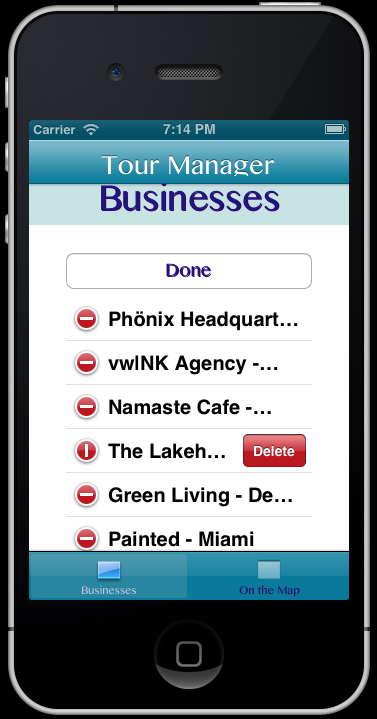 Carrier 7:14 PM
Tour Manager
Businesses
Done
Phönix Headquart...
vwINK Agency -...
Namaste Cafe -...
The Lakeh... Delete
Green Living - De...
Painted - Miami
Businesses On the Map